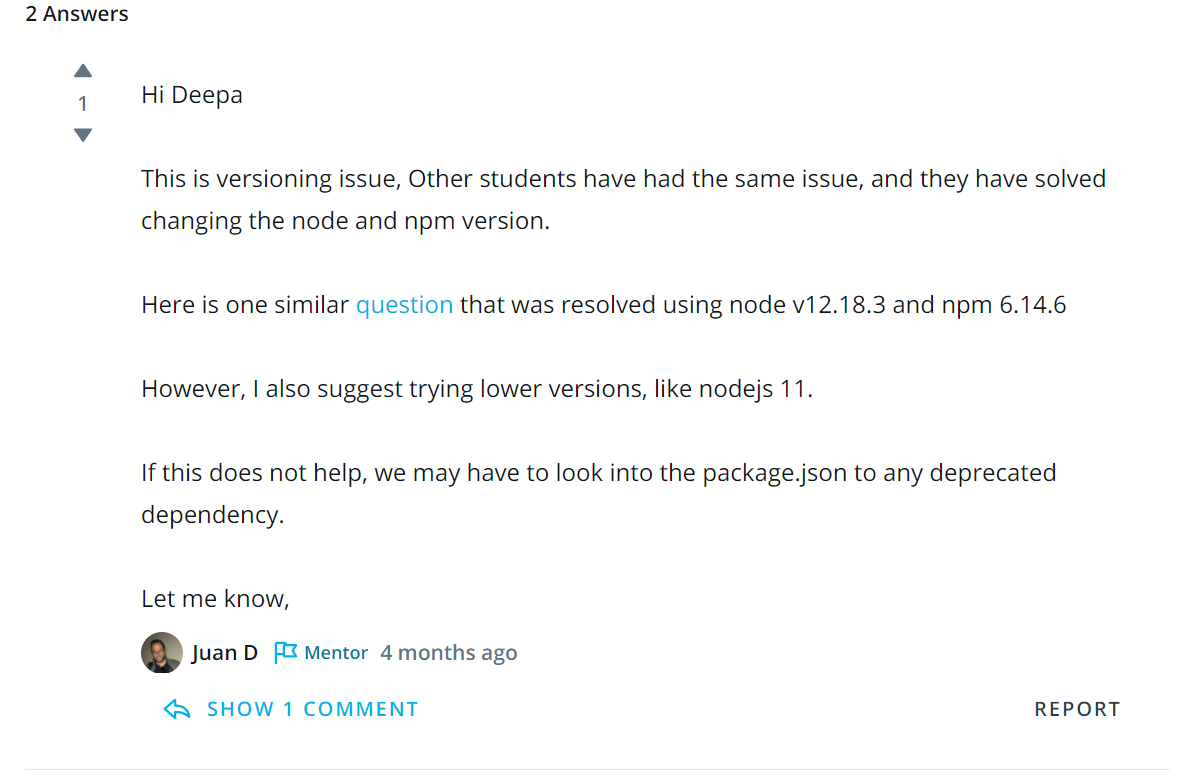 2 Answers
1
Hi Deepa
This is versioning issue, Other students have had the same issue, and they have solved
changing the node and npm version.
Here is one similar question that was resolved using node v12.18.3 and npm 6.14.6
However, I also suggest trying lower versions, like nodejs 11.
If this does not help, we may have to look into the package.json to any deprecated
dependency.
Let me know,
Juan D Mentor 4 months ago
SHOW 1 COMMENT REPORT